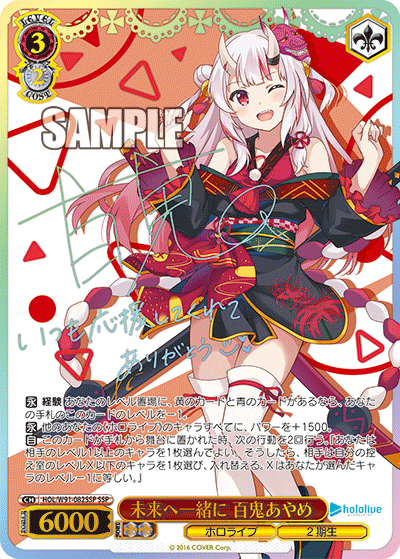 LEVEL
3
2
COST
SAMPLE
百鬼
いつも応援してくれて
ありがとう
永 経験 あなたのレベル置場に、黄のカードと青のカードがあるなら、あなた
の手札のこのカードのレベルを－1。
永 他のあなたの《ホロライブ》のキャラすべてに、パワーを＋1500。
自 このカードが手札から舞台に置かれた時、次の行動を2回行う。『あなたは
相手のレベル1以上のキャラを1枚選んでよい。そうしたら、相手は自分の控
え室のレベルX以下のキャラを1枚選び、入れ替える。Xはあなたが選んだキャ
ラのレベル－1に等しい。』
CH HOL/W91-082SSP SSP
未来へ一緒に 百鬼あやめ
hololive production
POWER
6000
SOUL
ホロライブ
2期生
© 2016 COVER Corp.